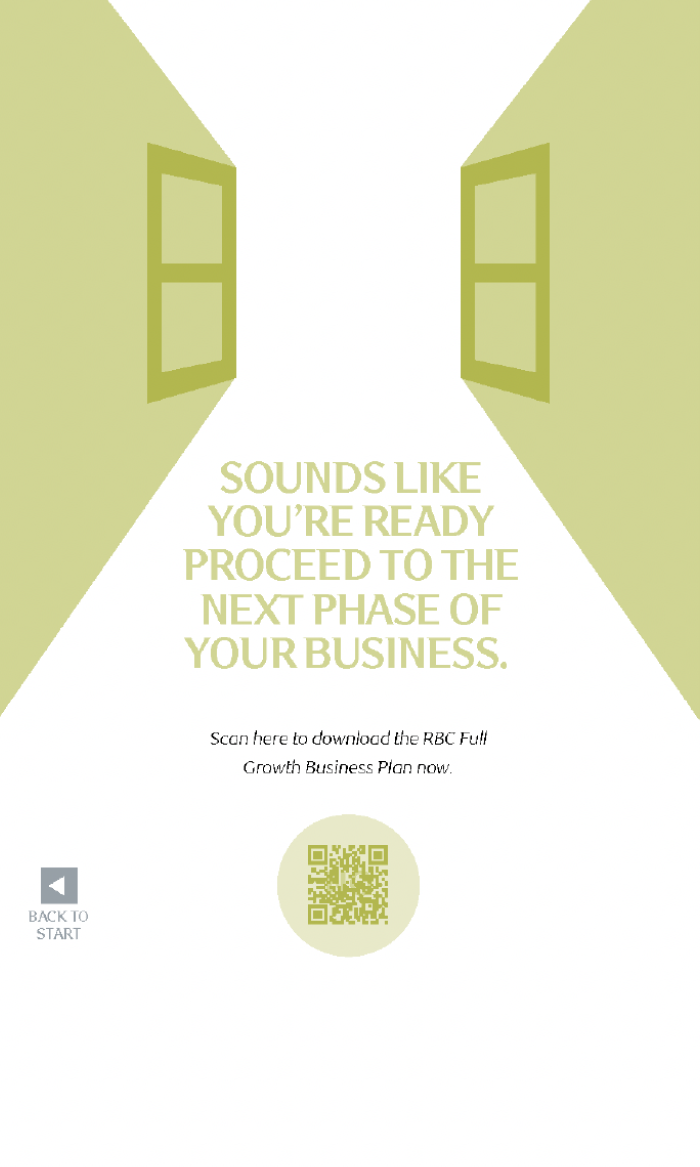 SOUNDS LIKE
YOU’RE READY
PROCEED TO THE
NEXT PHASE OF
YOUR BUSINESS.
Scan here to download the RBC Full
Growth Business Plan now.
BACK TO
START